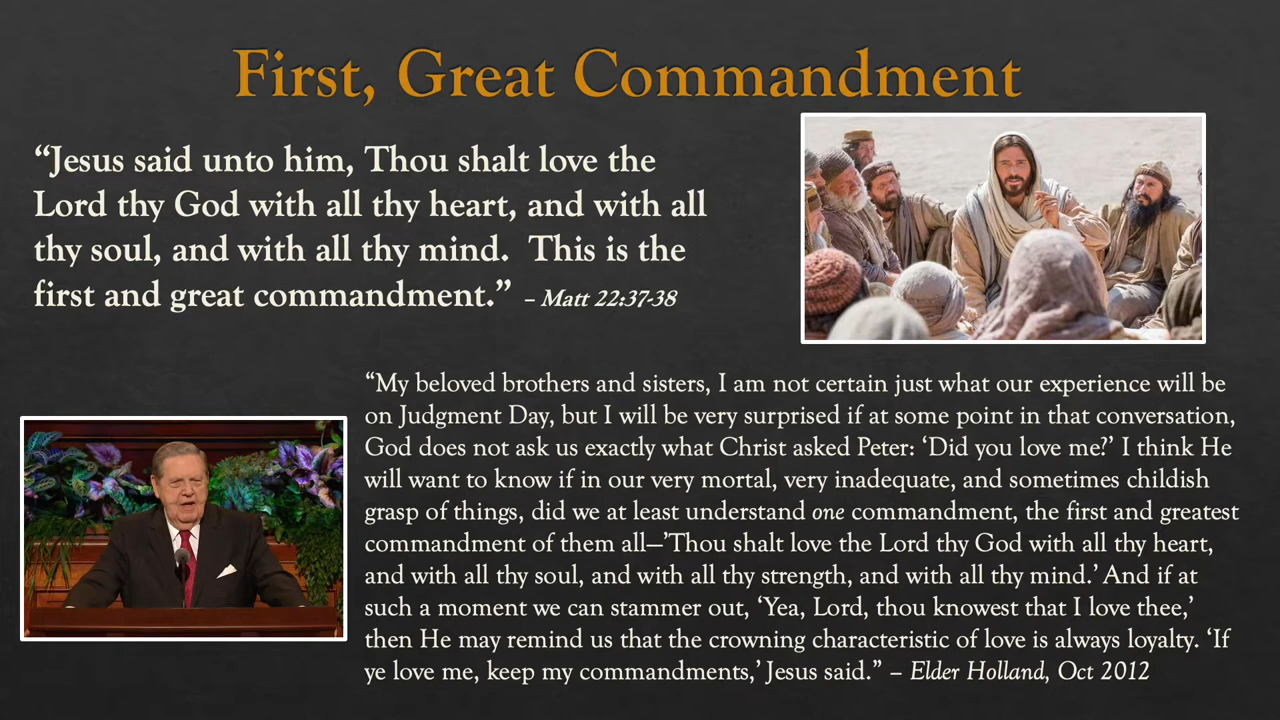 First, Great Commandment
“Jesus said unto him, Thou shalt love the
Lord thy God with all thy heart, and with all
thy soul, and with all thy mind.  This is the
first and great commandment.” – Matt 22:37-38
“My beloved brothers and sisters, I am not certain just what our experience will be
on Judgment Day, but I will be very surprised if at some point in that conversation,
God does not ask us exactly what Christ asked Peter: ‘Did you love me?’ I think He
will want to know if in our very mortal, very inadequate, and sometimes childish
grasp of things, did we at least understand one commandment, the first and greatest
commandment of them all—’Thou shalt love the Lord thy God with all thy heart,
and with all thy soul, and with all thy strength, and with all thy mind.’ And if at
such a moment we can stammer out, ‘Yea, Lord, thou knowest that I love thee,’
then He may remind us that the crowning characteristic of love is always loyalty. ‘If
ye love me, keep my commandments,’ Jesus said.” – Elder Holland, Oct 2012